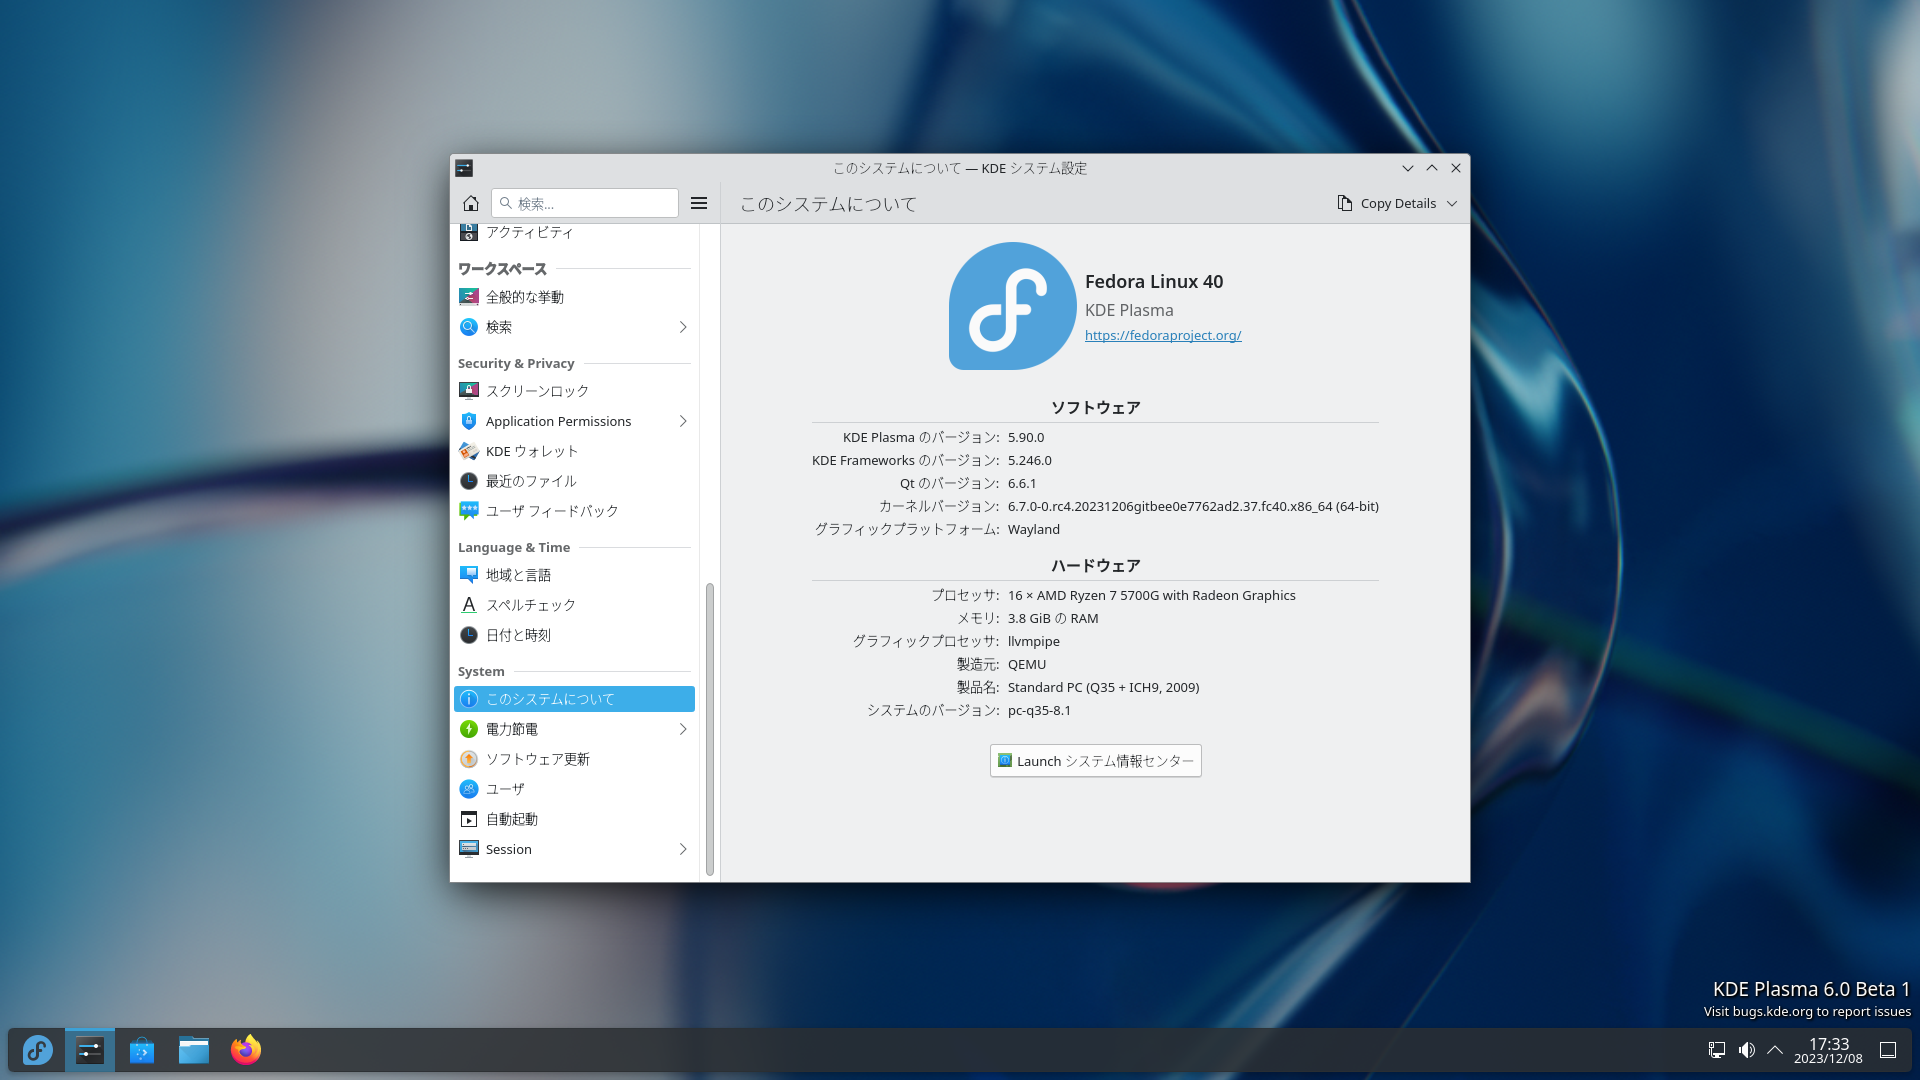 このシステムについて — KDE システム設定
検索...
このシステムについて
Copy Details
アクティビティ
ワークスペース
全般的な挙動
検索
Security & Privacy
スクリーンロック
Application Permissions
KDE ウォレット
最近のファイル
ユーザ フィードバック
Language & Time
地域と言語
スペルチェック
日付と時刻
System
このシステムについて
電力節電
ソフトウェア更新
ユーザ
自動起動
Session
Fedora Linux 40
KDE Plasma
https://fedoraproject.org/
ソフトウェア
KDE Plasma のバージョン: 5.90.0
KDE Frameworks のバージョン: 5.246.0
Qt のバージョン: 6.6.1
カーネルバージョン: 6.7.0-0.rc4.20231206gitbee0e7762ad2.37.fc40.x86_64 (64-bit)
グラフィックプラットフォーム: Wayland
ハードウェア
プロセッサ: 16 × AMD Ryzen 7 5700G with Radeon Graphics
メモリ: 3.8 GiB の RAM
グラフィックプロセッサ: llvmpipe
製造元: QEMU
製品名: Standard PC (Q35 + ICH9, 2009)
システムのバージョン: pc-q35-8.1
Launch システム情報センター
KDE Plasma 6.0 Beta 1
Visit bugs.kde.org to report issues
17:33
2023/12/08